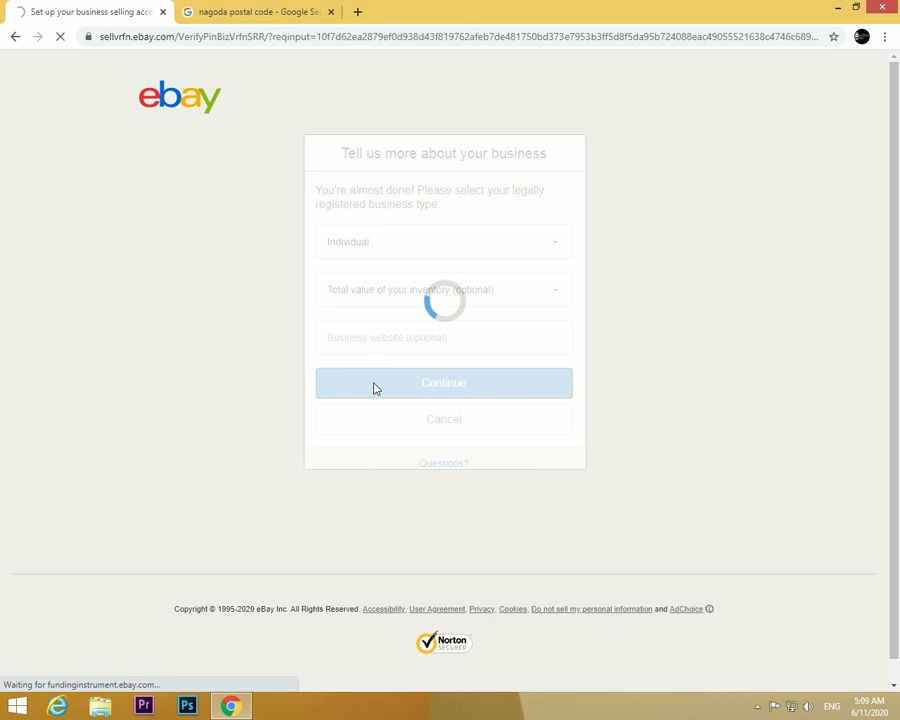 Set up your business selling acco
nagoda postal code - Google Se
sellvrfn.ebay.com/VerifyPinBizVrfnSRR/?reqinput=10f7d62ea2879ef0d938d43f819762afeb7de481750bd373e7953b3ff5d8f5da95b724088eac49055521638c4746c689...
ebay
Tell us more about your business
You're almost done! Please select your legally
registered business type.
Individual
Total value of your inventory (optional)
Business website (optional)
Continue
Cancel
Questions?
Copyright © 1995-2020 eBay Inc. All Rights Reserved. Accessibility, User Agreement, Privacy, Cookies, Do not sell my personal information and AdChoice
Norton
SECURED
Waiting for fundinginstrument.ebay.com...
Pr
Ps
ENG
5:09 AM
6/11/2020